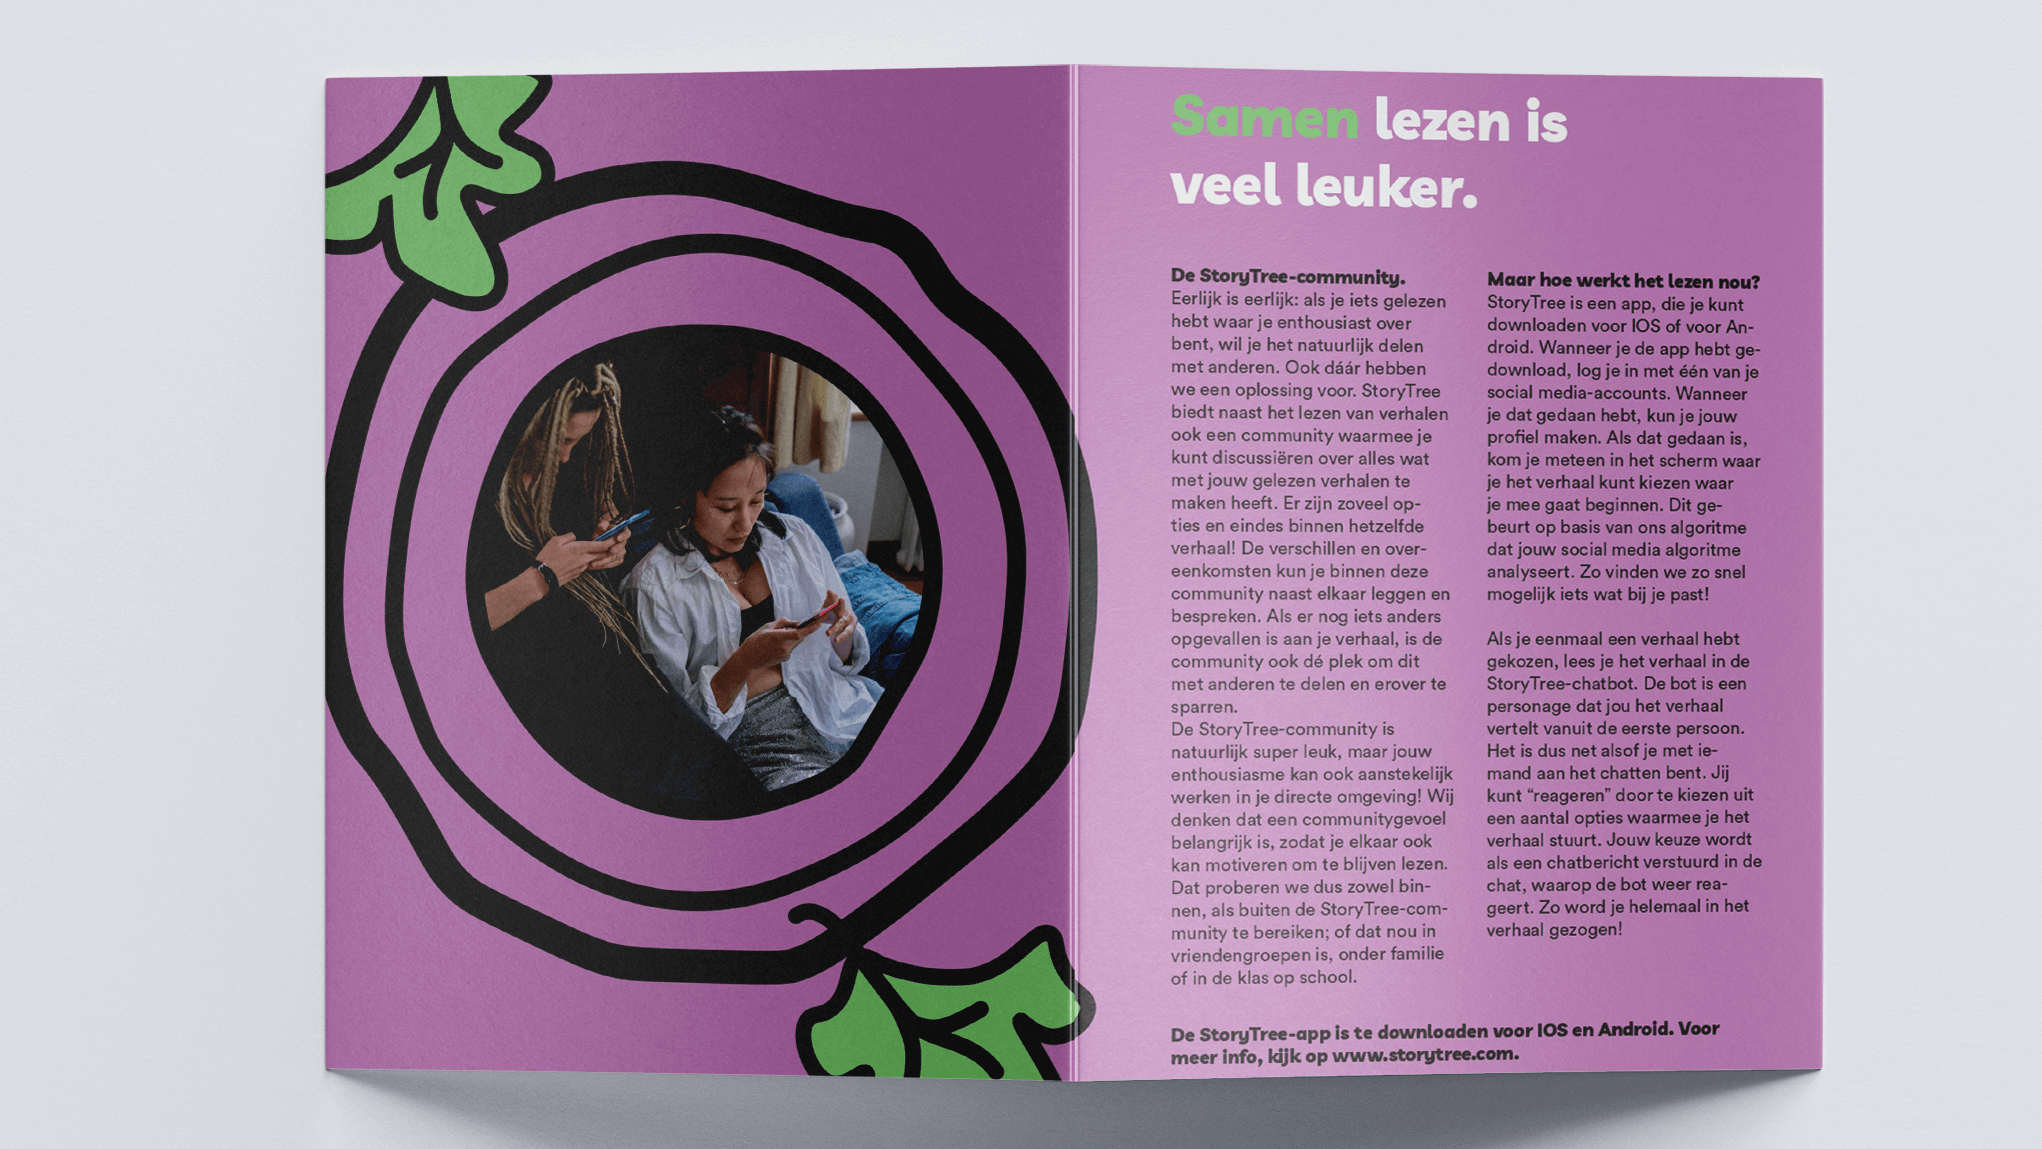 Samen lezen is
veel leuker.
De StoryTree-community.
Eerlijk is eerlijk: als je iets gelezen
hebt waar je enthousiast over
bent, wil je het natuurlijk delen
met anderen. Ook dáár hebben
we een oplossing voor. StoryTree
biedt naast het lezen van verhalen
ook een community waarmee je
kunt discussiëren over alles wat
met jouw gelezen verhalen te
maken heeft. Er zijn zoveel op-
ties en eindes binnen hetzelfde
verhaal! De verschillen en over-
eenkomsten kun je binnen deze
community naast elkaar leggen en
bespreken. Als er nog iets anders
opgevallen is aan je verhaal, is de
community ook dé plek om dit
met anderen te delen en erover te
sparren.
De StoryTree-community is
natuurlijk super leuk, maar jouw
enthousiasme kan ook aanstekelijk
werken in je directe omgeving! Wij
denken dat een communitygevoel
belangrijk is, zodat je elkaar ook
kan motiveren om te blijven lezen.
Dat proberen we dus zowel bin-
nen, als buiten de StoryTree-com-
munity te bereiken; of dat nou in
vriendengroepen is, onder familie
of in de klas op school.
Maar hoe werkt het lezen nou?
StoryTree is een app, die je kunt
downloaden voor IOS of voor An-
droid. Wanneer je de app hebt ge-
download, log je in met één van je
social media-accounts. Wanneer
je dat gedaan hebt, kun je jouw
profiel maken. Als dat gedaan is,
kom je meteen in het scherm waar
je het verhaal kunt kiezen waar
je mee gaat beginnen. Dit ge-
beurt op basis van ons algoritme
dat jouw social media algoritme
analyseert. Zo vinden we zo snel
mogelijk iets wat bij je past!
Als je eenmaal een verhaal hebt
gekozen, lees je het verhaal in de
StoryTree-chatbot. De bot is een
personage dat jou het verhaal
vertelt vanuit de eerste persoon.
Het is dus net alsof je met ie-
mand aan het chatten bent. Jij
kunt “reageren” door te kiezen uit
een aantal opties waarmee je het
verhaal stuurt. Jouw keuze wordt
als een chatbericht verstuurd in de
chat, waarop de bot weer rea-
geert. Zo word je helemaal in het
verhaal gezogen!
De StoryTree-app is te downloaden voor IOS en Android. Voor
meer info, kijk op www.storytree.com.